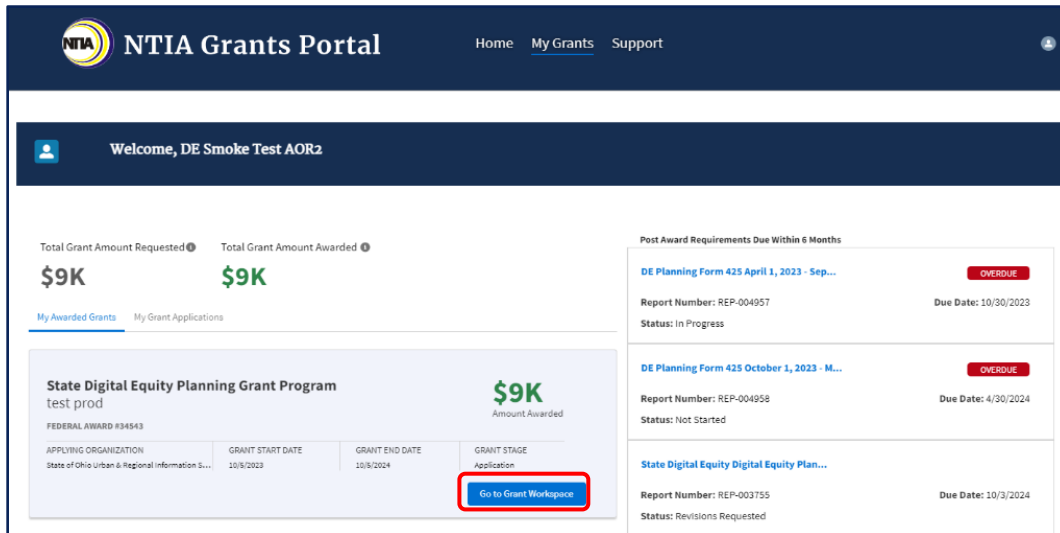 NTIA
NTIA Grants Portal
Home My Grants Support
Welcome, DE Smoke Test AOR2
Total Grant Amount Requested Total Grant Amount Awarded
$9K $9K
My Awarded Grants My Grant Applications
State Digital Equity Planning Grant Program
test prod
FEDERAL AWARD #34543
$9K
Amount Awarded
APPLYING ORGANIZATION GRANT START DATE GRANT END DATE GRANT STAGE
State of Ohio Urban & Regional Information S... 10/5/2023 10/5/2024 Application
Go to Grant Workspace
Post Award Requirements Due Within 6 Months
DE Planning Form 425 April 1, 2023 - Sep... OVERDUE
Report Number: REP-004957 Due Date: 10/30/2023
Status: In Progress
DE Planning Form 425 October 1, 2023 - M... OVERDUE
Report Number: REP-004958 Due Date: 4/30/2024
Status: Not Started
State Digital Equity Digital Equity Plan...
Report Number: REP-003755 Due Date: 10/3/2024
Status: Revisions Requested